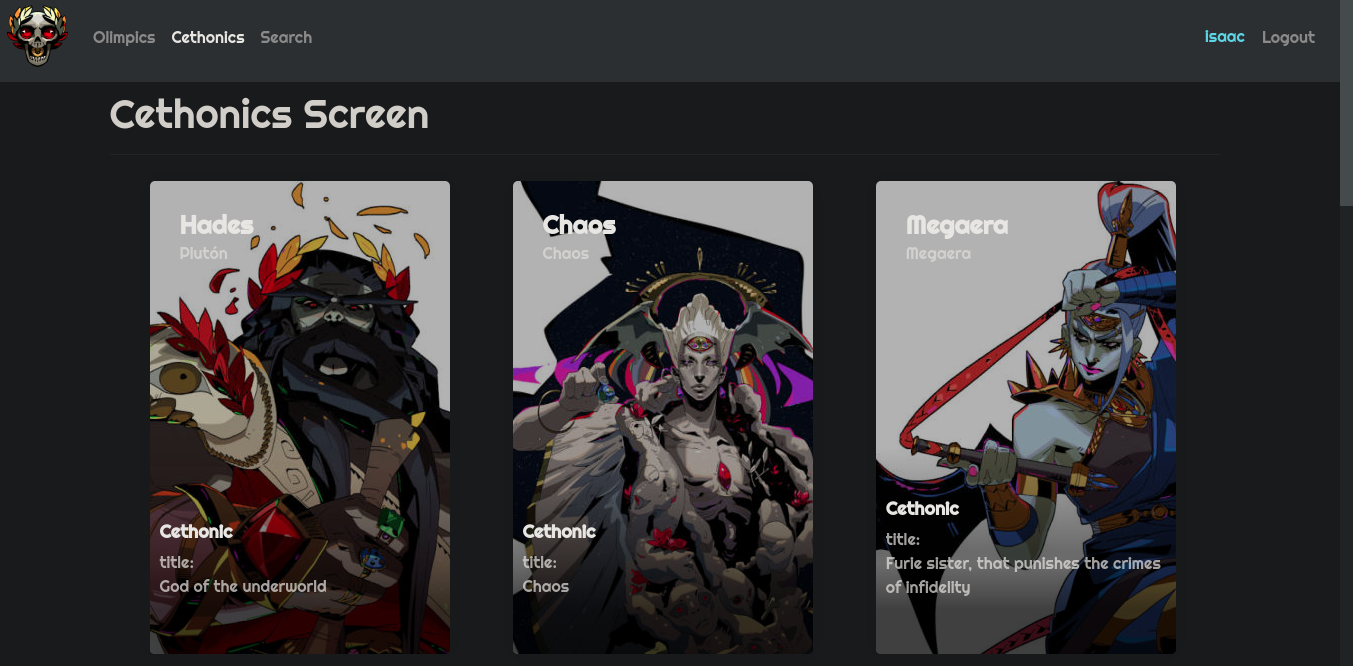 Olimpics Cethonics Search isaac Logout
Cethonics Screen
Hades
Plutón
Cethonic
title:
God of the underworld
Chaos
Chaos
Cethonic
title:
Chaos
Megaera
Megaera
Cethonic
title:
Furie sister, that punishes the crimes
of infidelity